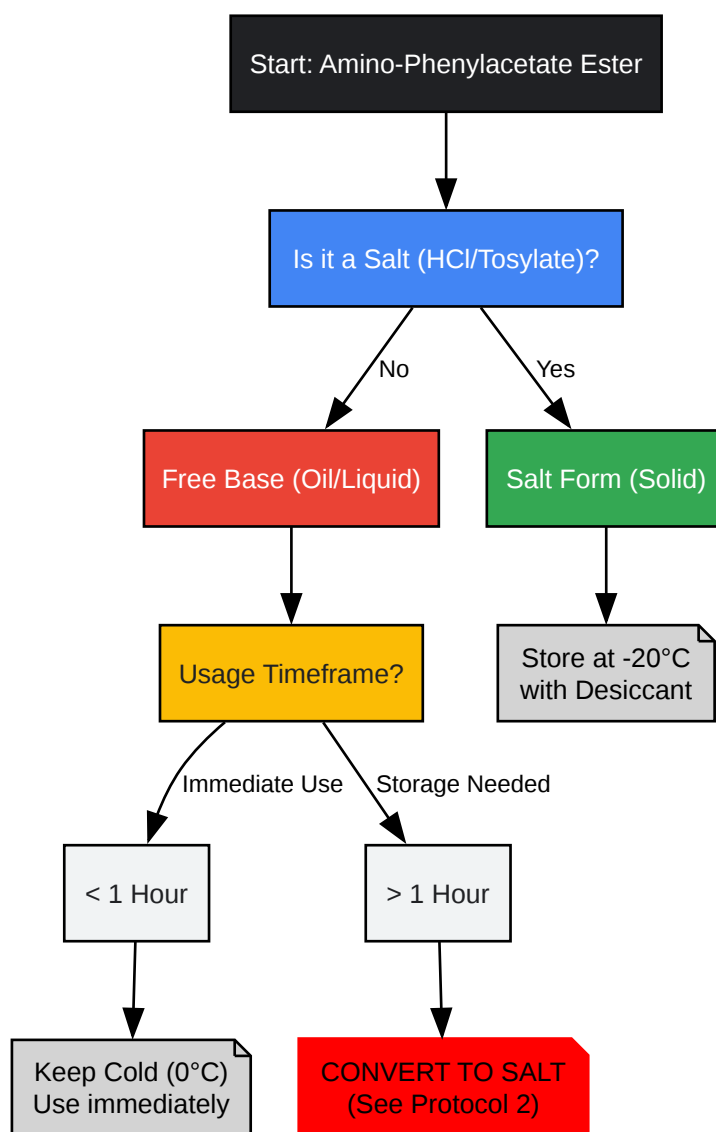 Start: Amino-Phenylacetate Ester
Is it a Salt (HCl/Tosylate)?
No
Yes
Free Base (Oil/Liquid)
Salt Form (Solid)
Usage Timeframe?
Store at -20°C
with Desiccant
Immediate Use
Storage Needed
< 1 Hour
> 1 Hour
Keep Cold (0°C)
Use immediately
CONVERT TO SALT
(See Protocol 2)